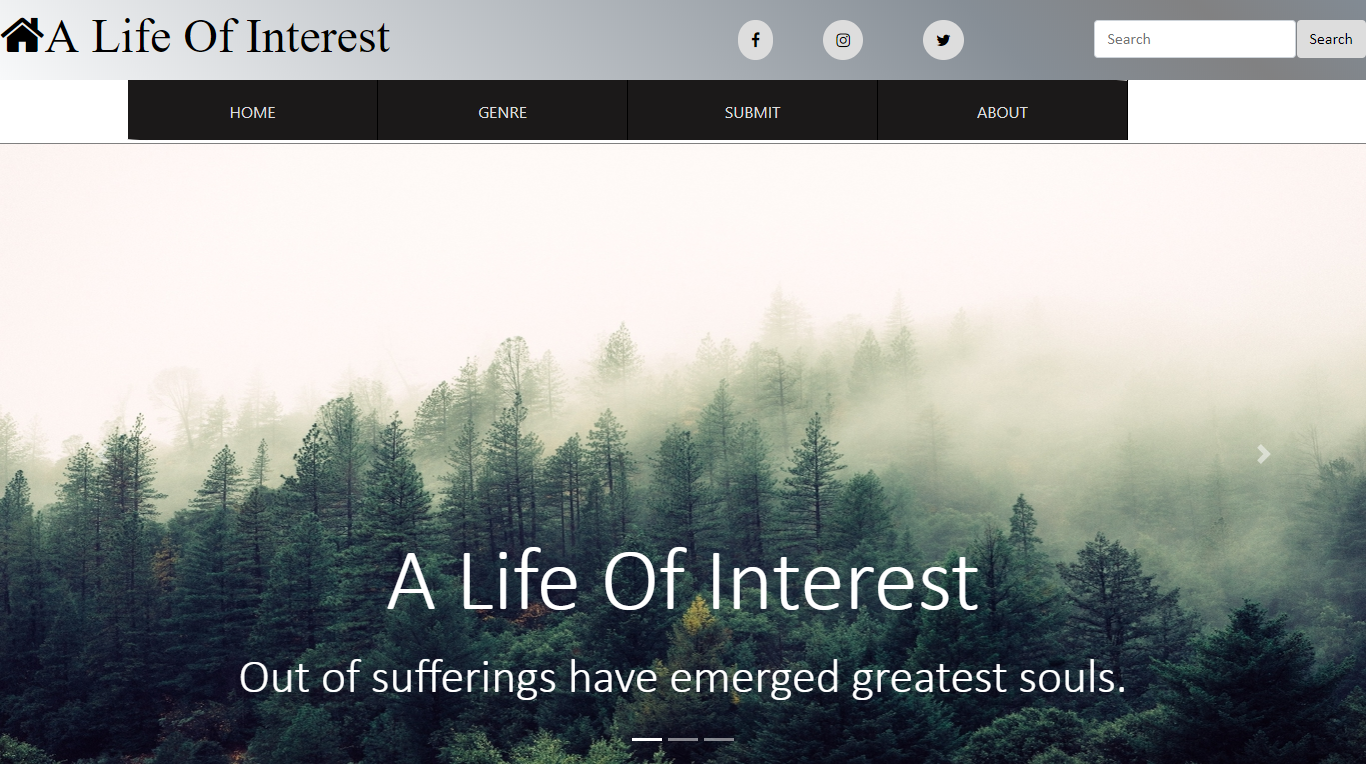 A Life Of Interest
Search
Search
HOME
GENRE
SUBMIT
ABOUT
A Life Of Interest
Out of sufferings have emerged greatest souls.